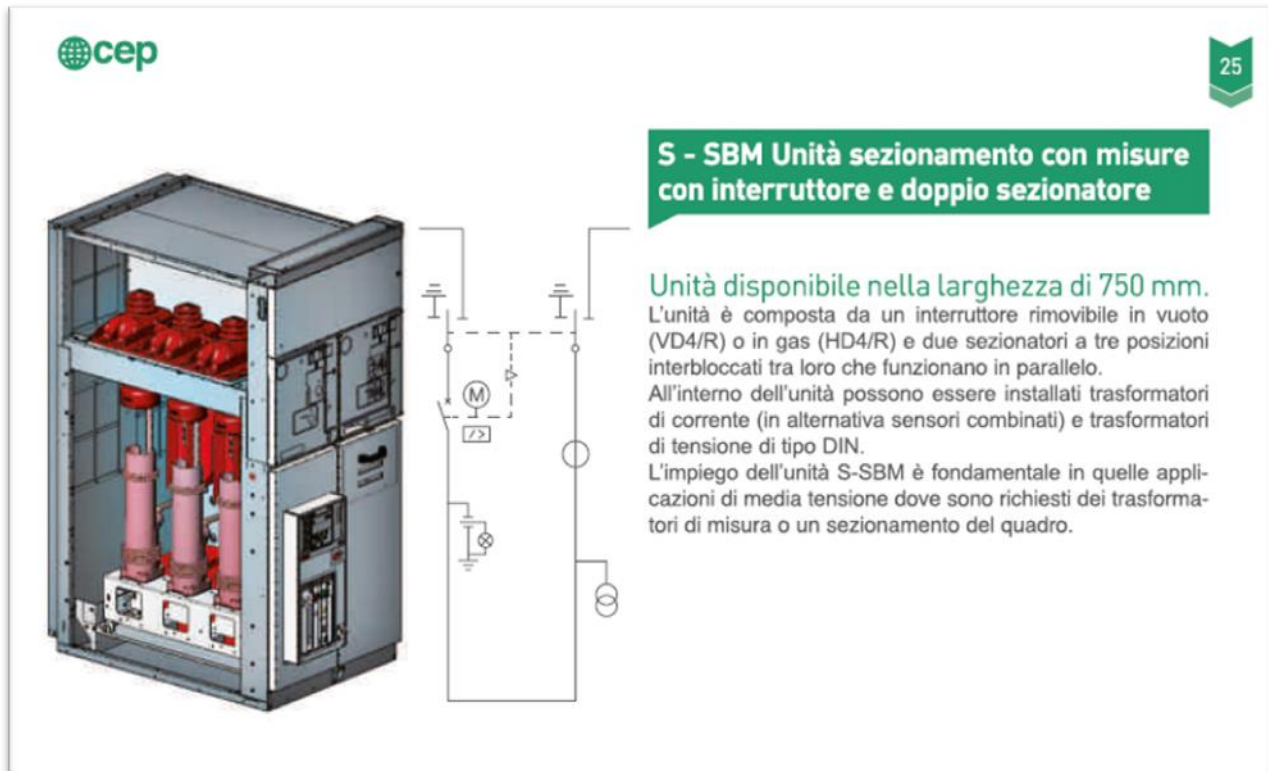 cep
25
S - SBM Unità sezionamento con misure
con interruttore e doppio sezionatore
Unità disponibile nella larghezza di 750 mm.
L'unità è composta da un interruttore rimovibile in vuoto
(VD4/R) o in gas (HD4/R) e due sezionatori a tre posizioni
interbloccati tra loro che funzionano in parallelo.
All'interno dell'unità possono essere installati trasformatori
di corrente (in alternativa sensori combinati) e trasformatori
di tensione di tipo DIN.
L'impiego dell'unità S-SBM è fondamentale in quelle appli-
cazioni di media tensione dove sono richiesti dei trasforma-
tori di misura o un sezionamento del quadro.
M